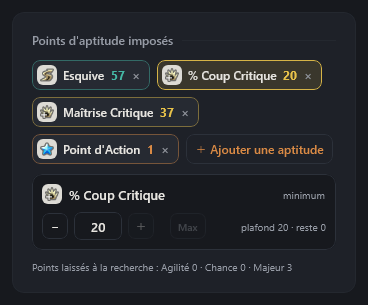 Points d'aptitude imposés
Esquive 57 × % Coup Critique 20 ×
Maîtrise Critique 37 ×
Point d'Action 1 × + Ajouter une aptitude
% Coup Critique minimum
− 20 + Max plafond 20 · reste 0
Points laissés à la recherche : Agilité 0 · Chance 0 · Majeur 3